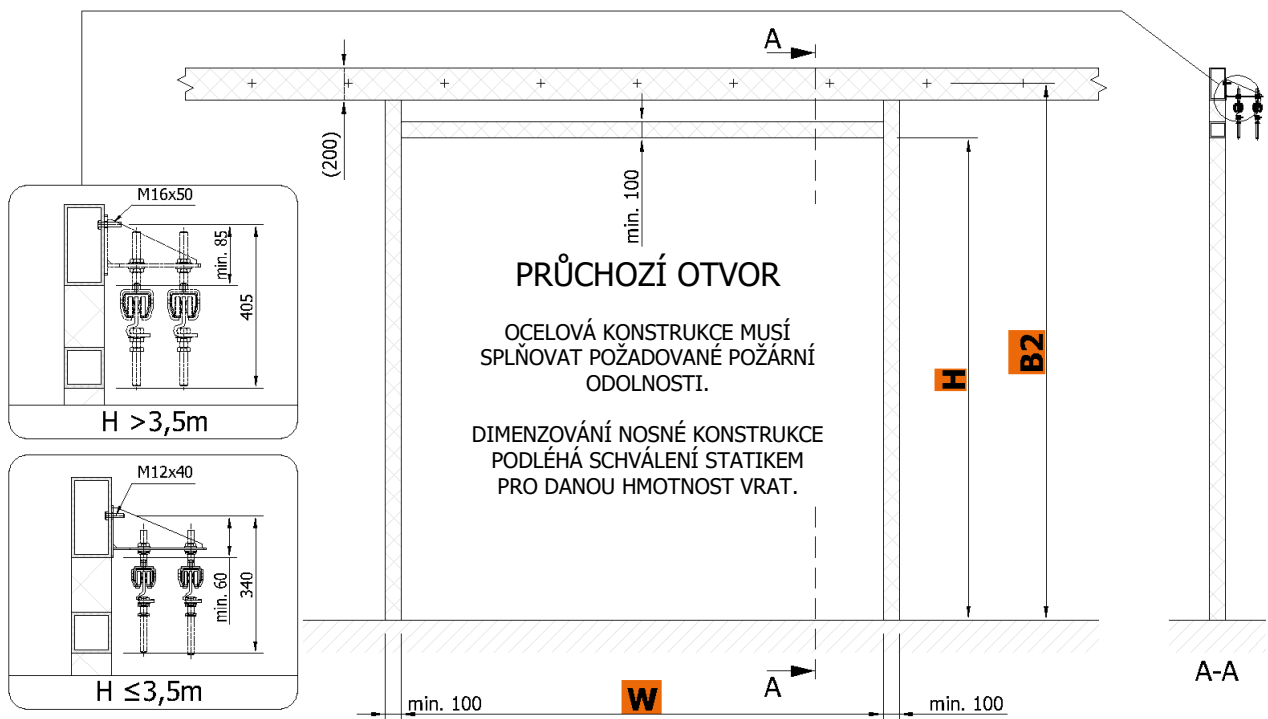 A
(200)
min. 100
M16x50
min. 85
405
H >3,5m
PRŮCHOZÍ OTVOR
OCELOVÁ KONSTRUKCE MUSÍ
SPLŇOVAT POŽADOVANÉ POŽÁRNÍ
ODOLNOSTI.
DIMENZOVÁNÍ NOSNÉ KONSTRUKCE
PODLÉHÁ SCHVÁLENÍ STATIKEM
PRO DANOU HMOTNOST VRAT.
H
B2
M12x40
min. 60
340
H ≤3,5m
A
A-A
min. 100
W
min. 100